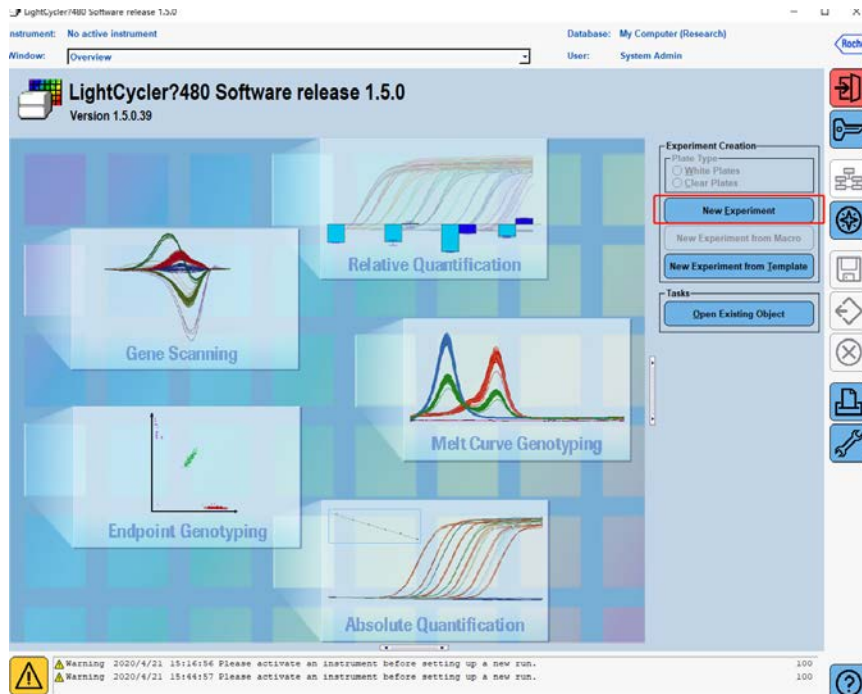 LightCycler?480 Software release 1.5.0
nstrument: No active instrument
Database: My Computer (Research)
Window: Overview
User: System Admin
Roche
LightCycler?480 Software release 1.5.0
Version 1.5.0.39
Experiment Creation
Plate Type
White Plates
Clear Plates
New Experiment
New Experiment from Macro
New Experiment from Template
Tasks
Open Existing Object
Relative Quantification
Gene Scanning
Melt Curve Genotyping
Endpoint Genotyping
Absolute Quantification
Warning 2020/4/21 15:16:56 Please activate an instrument before setting up a new run. 100
Warning 2020/4/21 15:44:57 Please activate an instrument before setting up a new run. 100